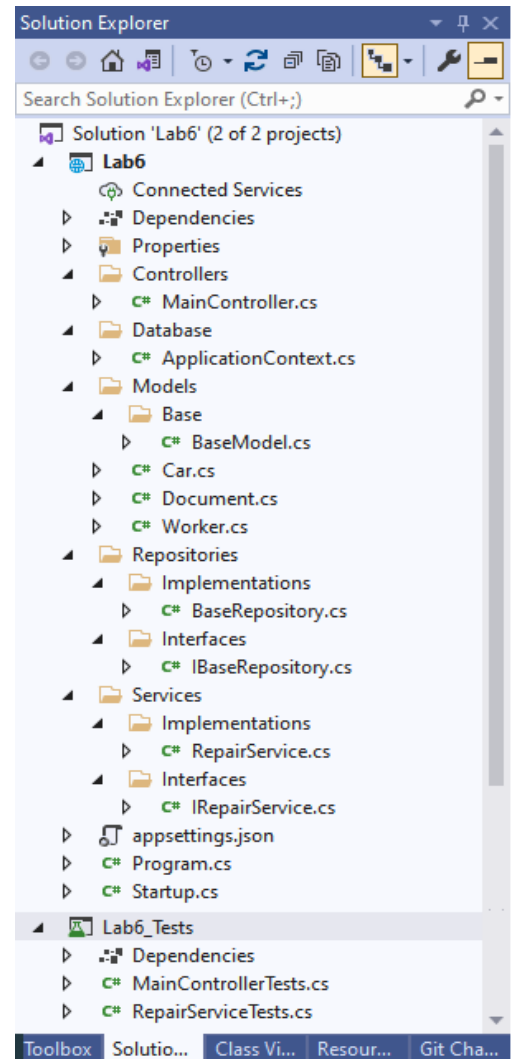 Solution Explorer
Search Solution Explorer (Ctrl+;)
Solution 'Lab6' (2 of 2 projects)
Lab6
Connected Services
Dependencies
Properties
Controllers
C# MainController.cs
Database
C# ApplicationContext.cs
Models
Base
C# BaseModel.cs
C# Car.cs
C# Document.cs
C# Worker.cs
Repositories
Implementations
C# BaseRepository.cs
Interfaces
C# IBaseRepository.cs
Services
Implementations
C# RepairService.cs
Interfaces
C# IRepairService.cs
appsettings.json
C# Program.cs
C# Startup.cs
Lab6_Tests
Dependencies
C# MainControllerTests.cs
C# RepairServiceTests.cs
Toolbox Solutio... Class Vi... Resour... Git Cha...